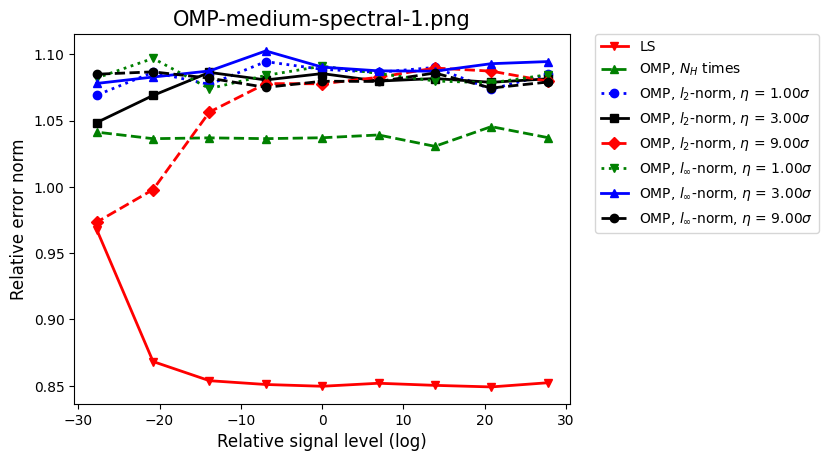 OMP-medium-spectral-1.png
Relative error norm
1.10
1.05
1.00
0.95
0.90
0.85
−30
−20
−10
0
10
20
30
Relative signal level (log)
LS
OMP, N_H times
OMP, l_2-norm, η = 1.00σ
OMP, l_2-norm, η = 3.00σ
OMP, l_2-norm, η = 9.00σ
OMP, l_∞-norm, η = 1.00σ
OMP, l_∞-norm, η = 3.00σ
OMP, l_∞-norm, η = 9.00σ